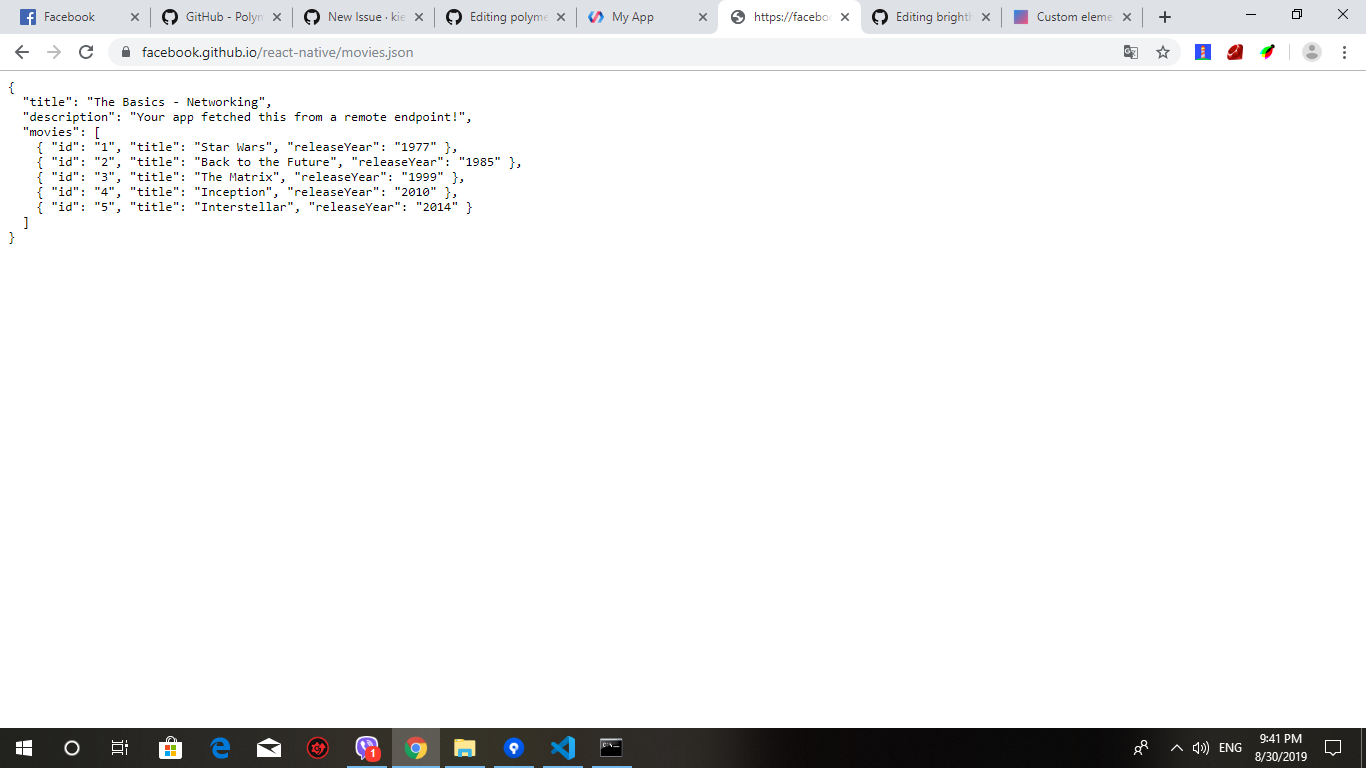 Facebook
GitHub - Polym
New Issue · kie
Editing polyme
My App
https://faceboo
Editing brighth
Custom eleme
facebook.github.io/react-native/movies.json
{
"title": "The Basics - Networking",
"description": "Your app fetched this from a remote endpoint!",
"movies": [
{ "id": "1", "title": "Star Wars", "releaseYear": "1977" },
{ "id": "2", "title": "Back to the Future", "releaseYear": "1985" },
{ "id": "3", "title": "The Matrix", "releaseYear": "1999" },
{ "id": "4", "title": "Inception", "releaseYear": "2010" },
{ "id": "5", "title": "Interstellar", "releaseYear": "2014" }
]
}
1
ENG
9:41 PM
8/30/2019